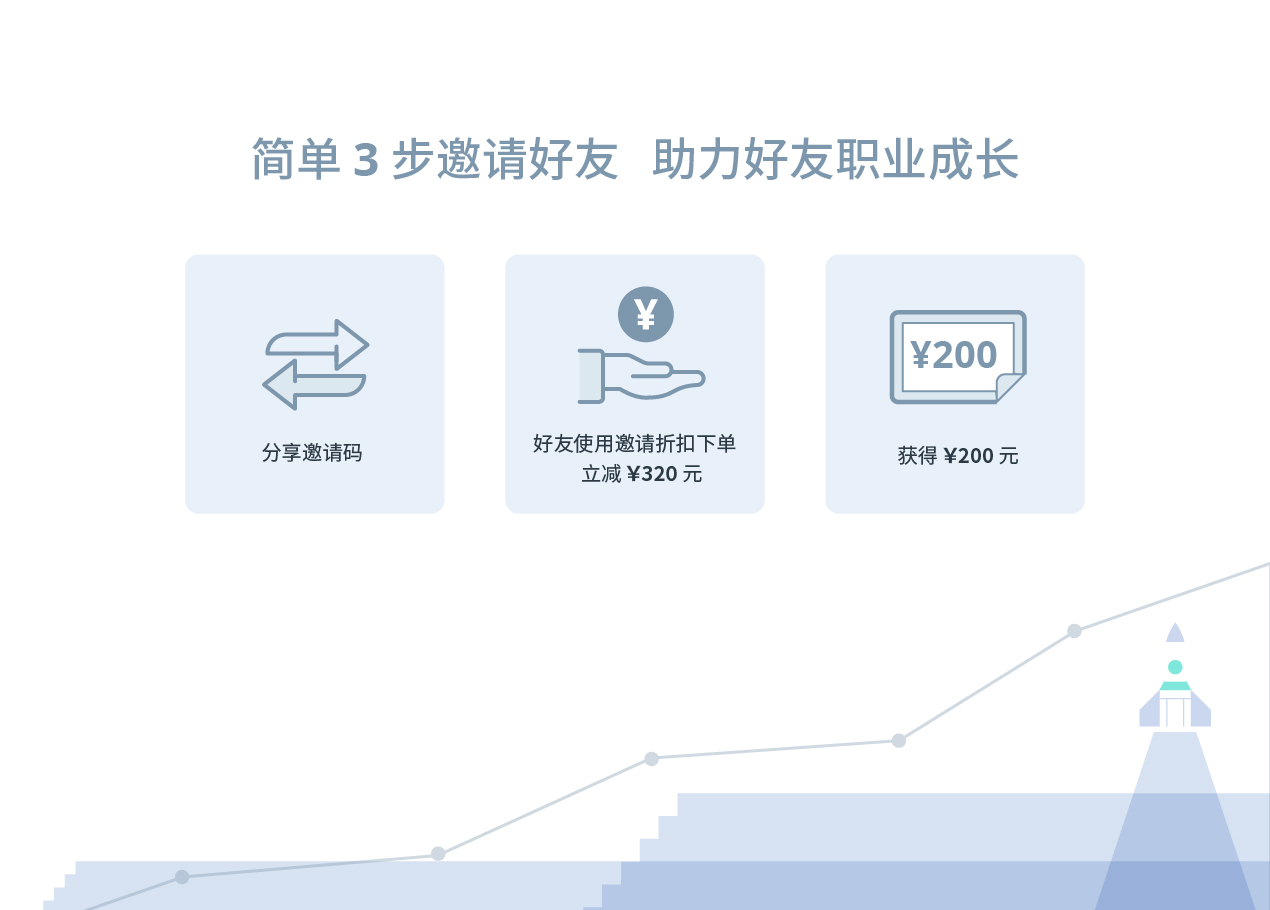 简单 3 步邀请好友 助力好友职业成长
¥
¥200
分享邀请码
好友使用邀请折扣下单
立减 ¥320 元
获得 ¥200 元